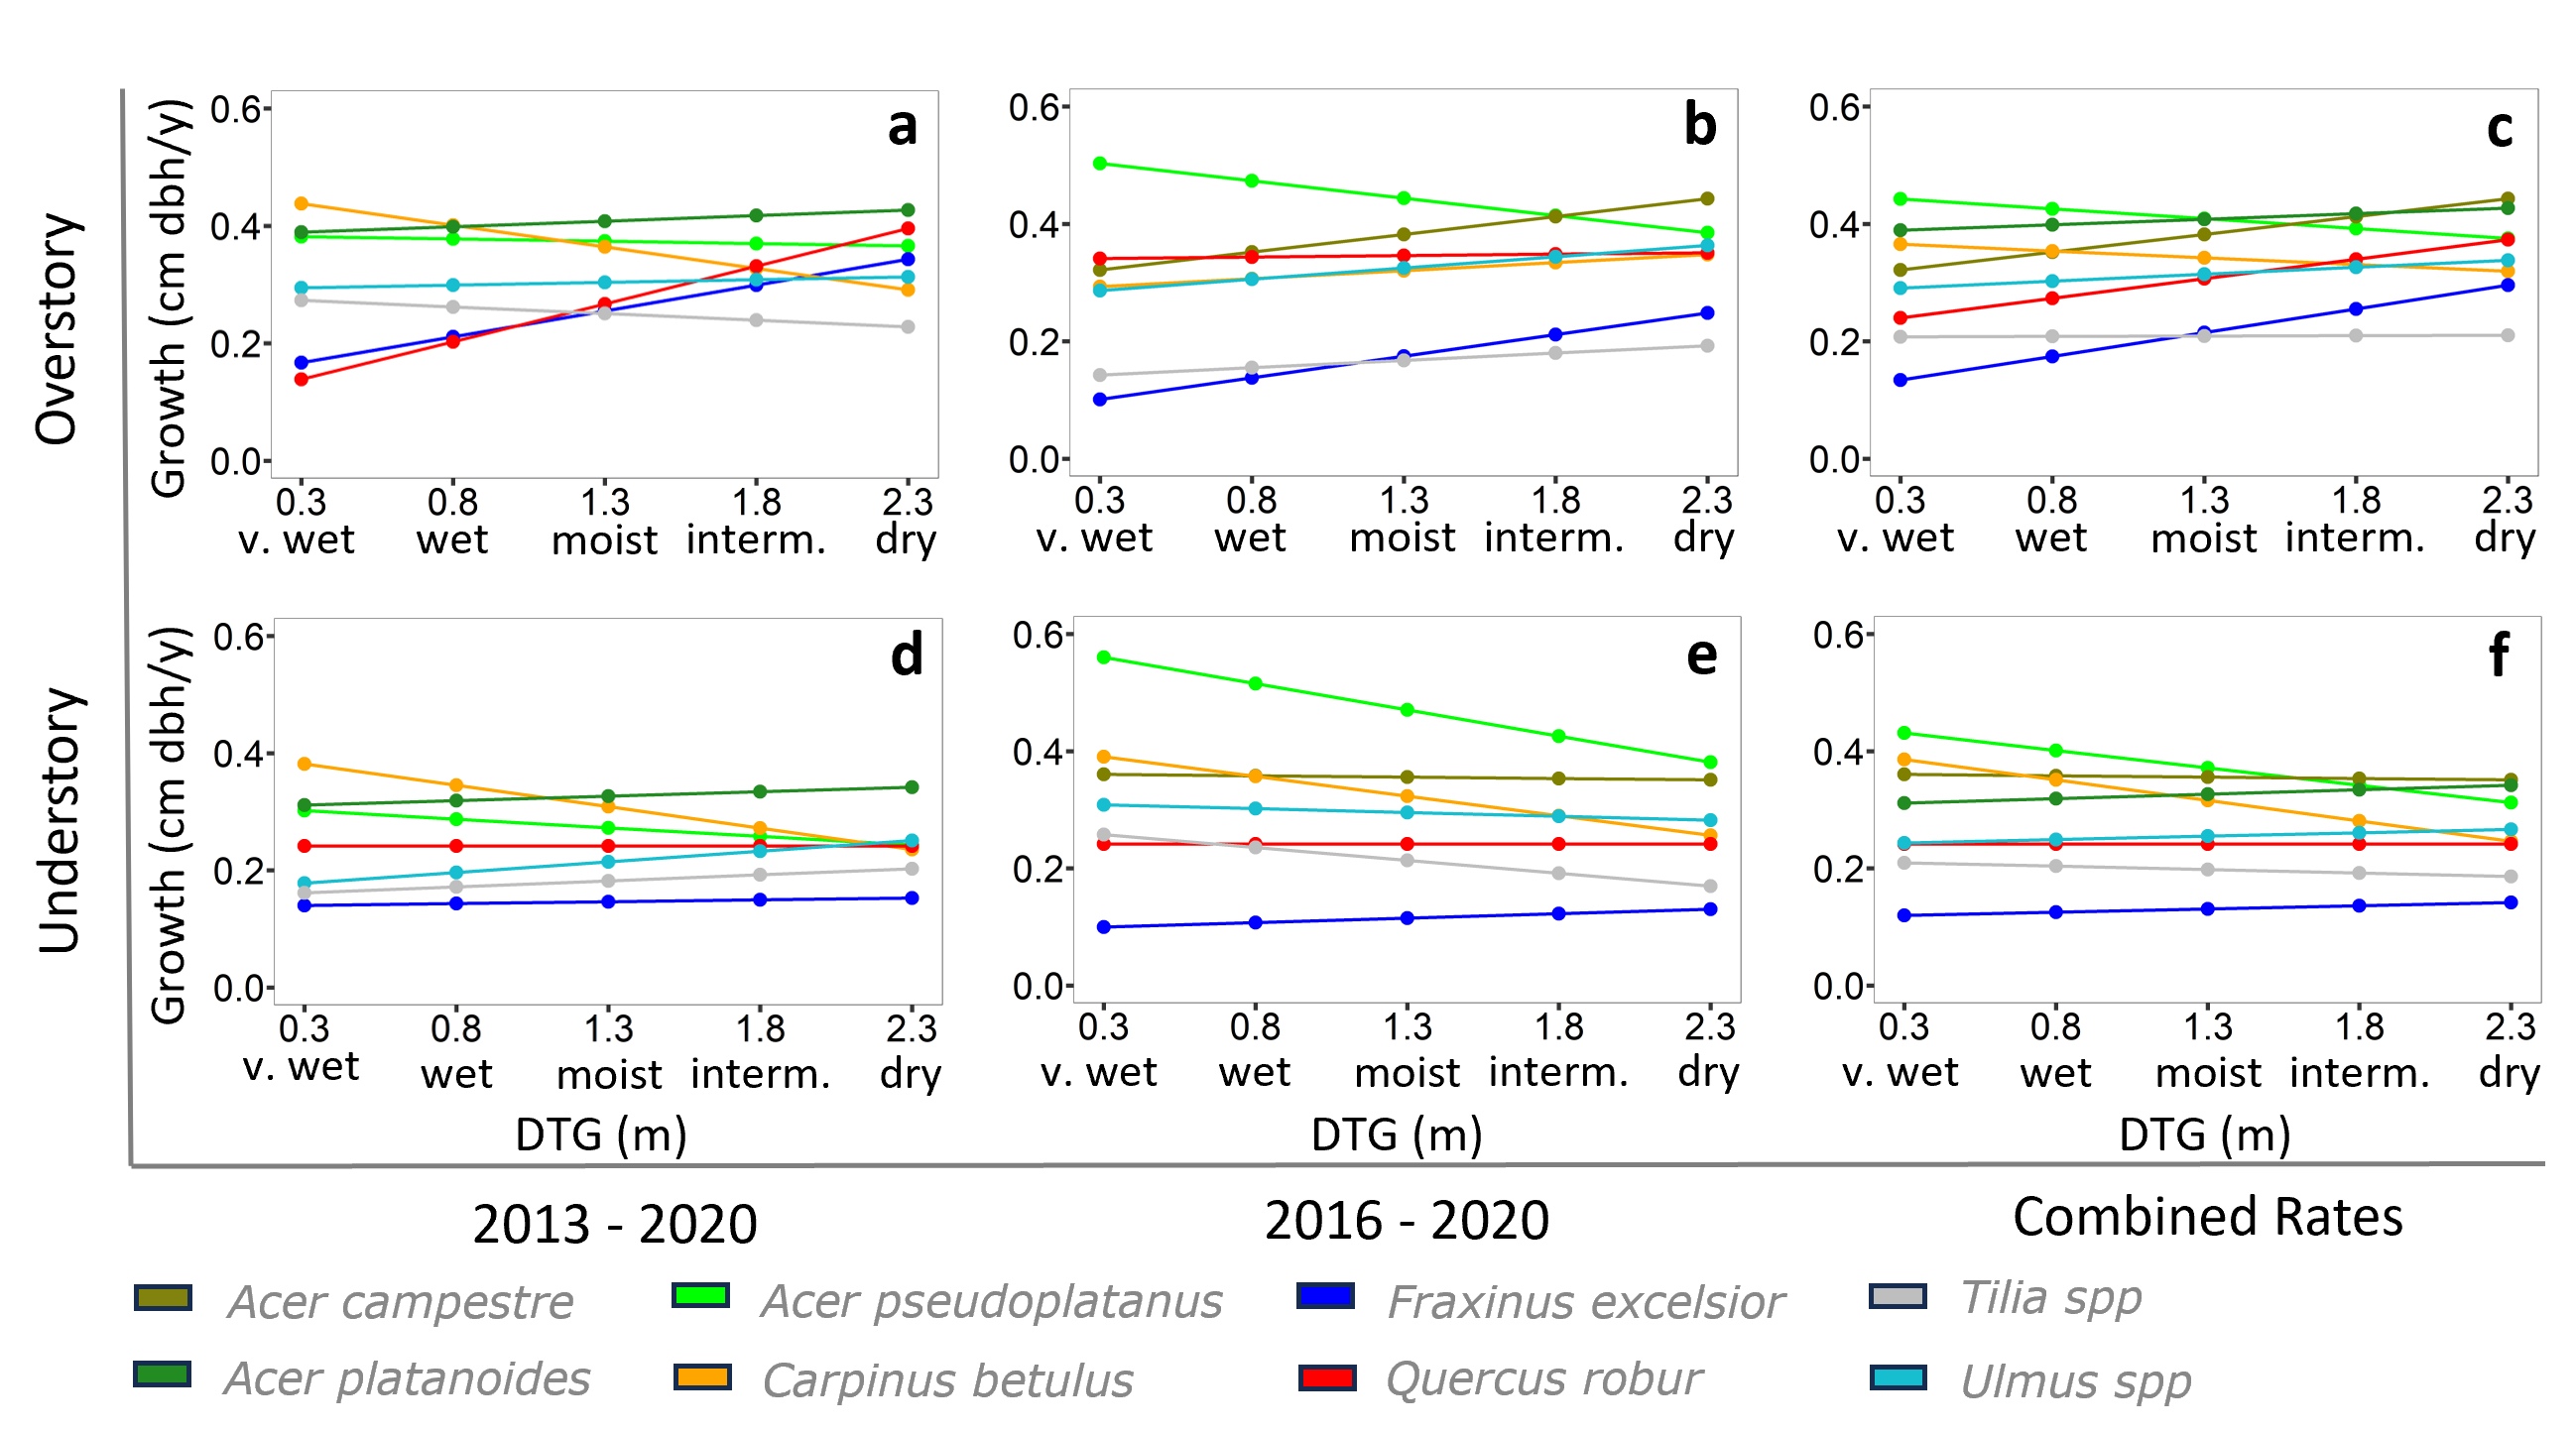 Overstory
Growth (cm dbh/y)
0.6
0.4
0.2
0.0
a
0.3 0.8 1.3 1.8 2.3
v. wet wet moist interm. dry
0.6
0.4
0.2
0.0
b
0.3 0.8 1.3 1.8 2.3
v. wet wet moist interm. dry
0.6
0.4
0.2
0.0
c
0.3 0.8 1.3 1.8 2.3
v. wet wet moist interm. dry
Understory
Growth (cm dbh/y)
0.6
0.4
0.2
0.0
d
0.3 0.8 1.3 1.8 2.3
v. wet wet moist interm. dry
DTG (m)
0.6
0.4
0.2
0.0
e
0.3 0.8 1.3 1.8 2.3
v. wet wet moist interm. dry
DTG (m)
0.6
0.4
0.2
0.0
f
0.3 0.8 1.3 1.8 2.3
v. wet wet moist interm. dry
DTG (m)
2013 - 2020 2016 - 2020 Combined Rates
Acer campestre Acer pseudoplatanus Fraxinus excelsior Tilia spp
Acer platanoides Carpinus betulus Quercus robur Ulmus spp